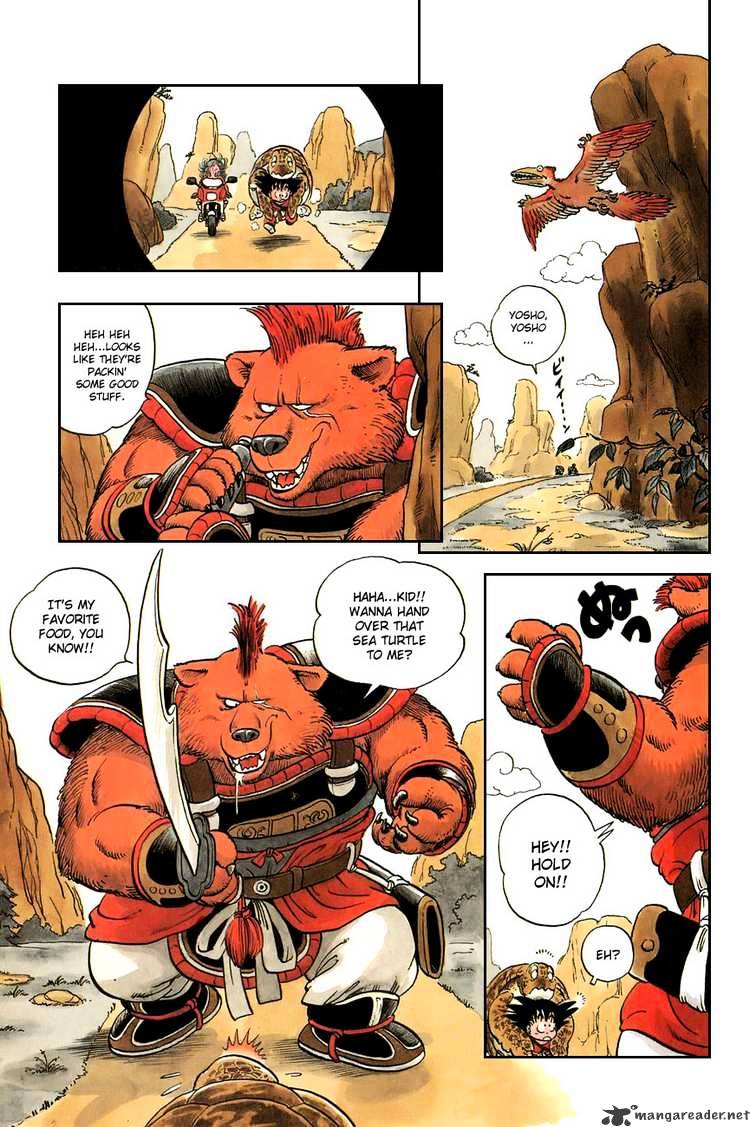 YOSHO,
YOSHO
...
ビイィ…ン
HEH HEH
HEH...LOOKS
LIKE THEY'RE
PACKIN'
SOME GOOD
STUFF.
ぬっ
HEY!!
HOLD
ON!!
EH?
HAHA...KID!!
WANNA HAND
OVER THAT
SEA TURTLE
TO ME?
IT'S MY
FAVORITE
FOOD, YOU
KNOW!!
mangareader.net